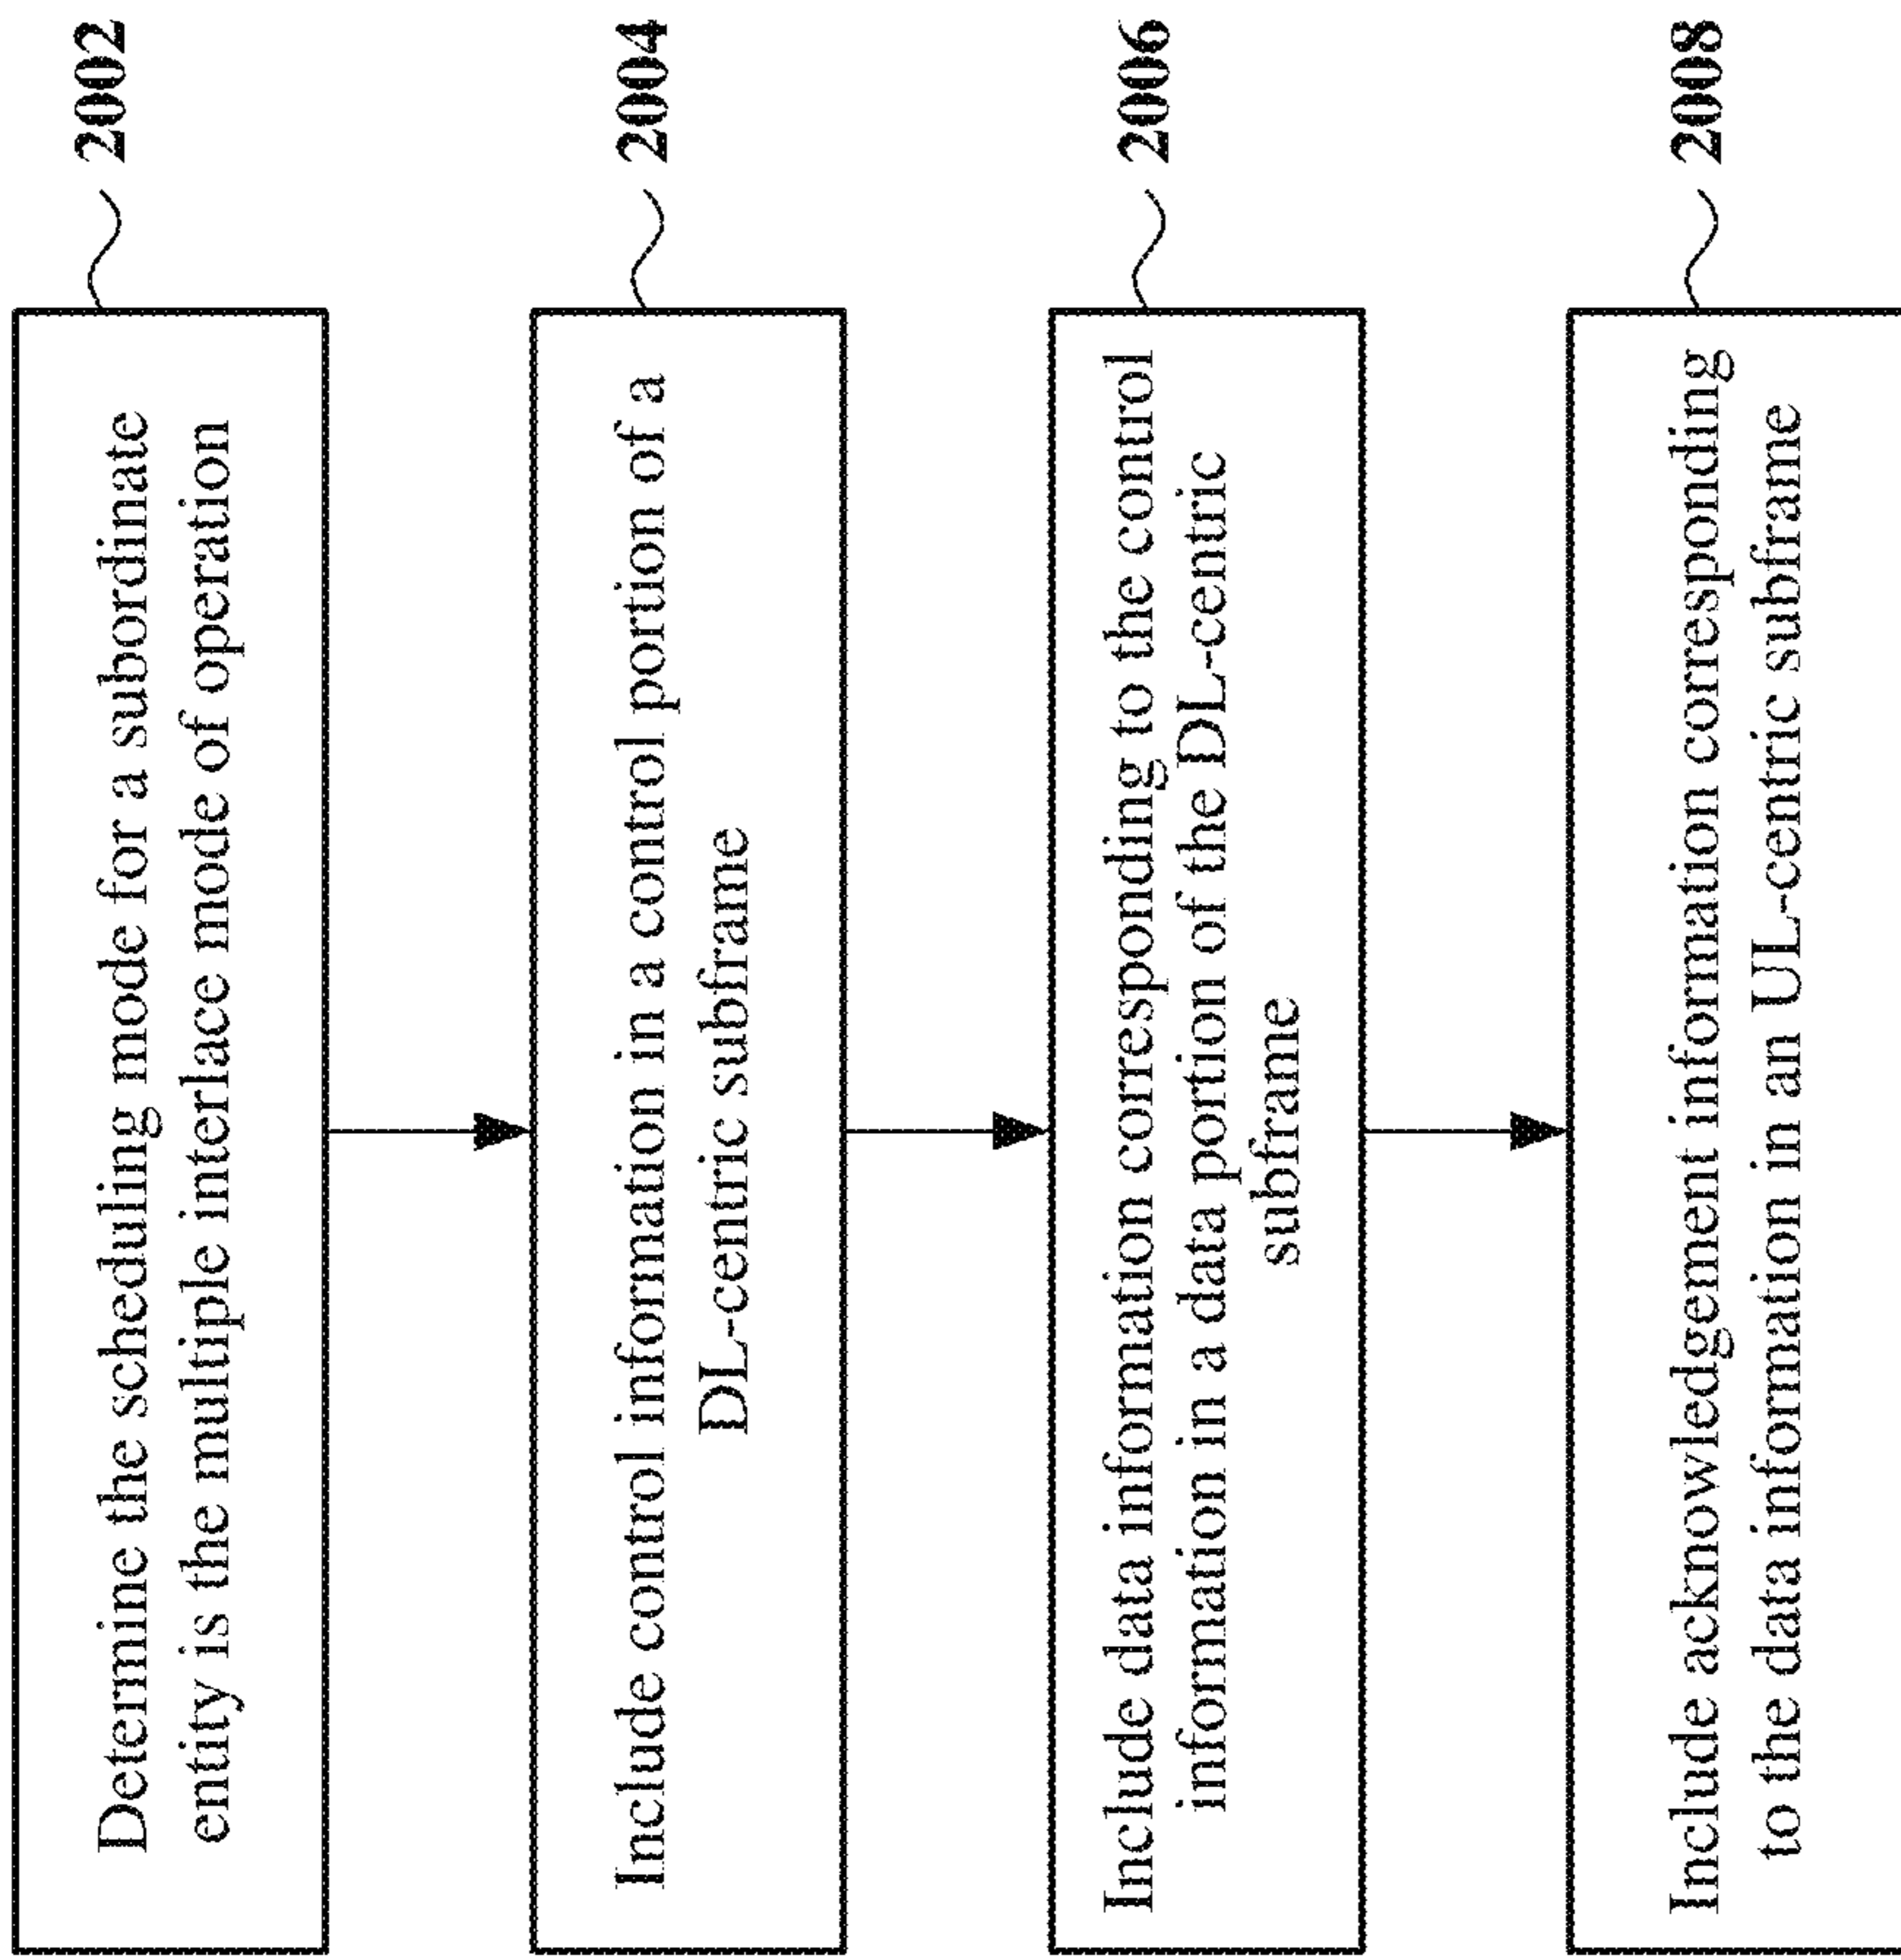 Determine the scheduling mode for a subordinate
entity is the multiple interlace mode of operation
2002
Include control information in a control portion of a
DL-centric subframe
2004
Include data information corresponding to the control
information in a data portion of the DL-centric
subframe
2006
Include acknowledgement information corresponding
to the data information in an UL-centric subframe
2008